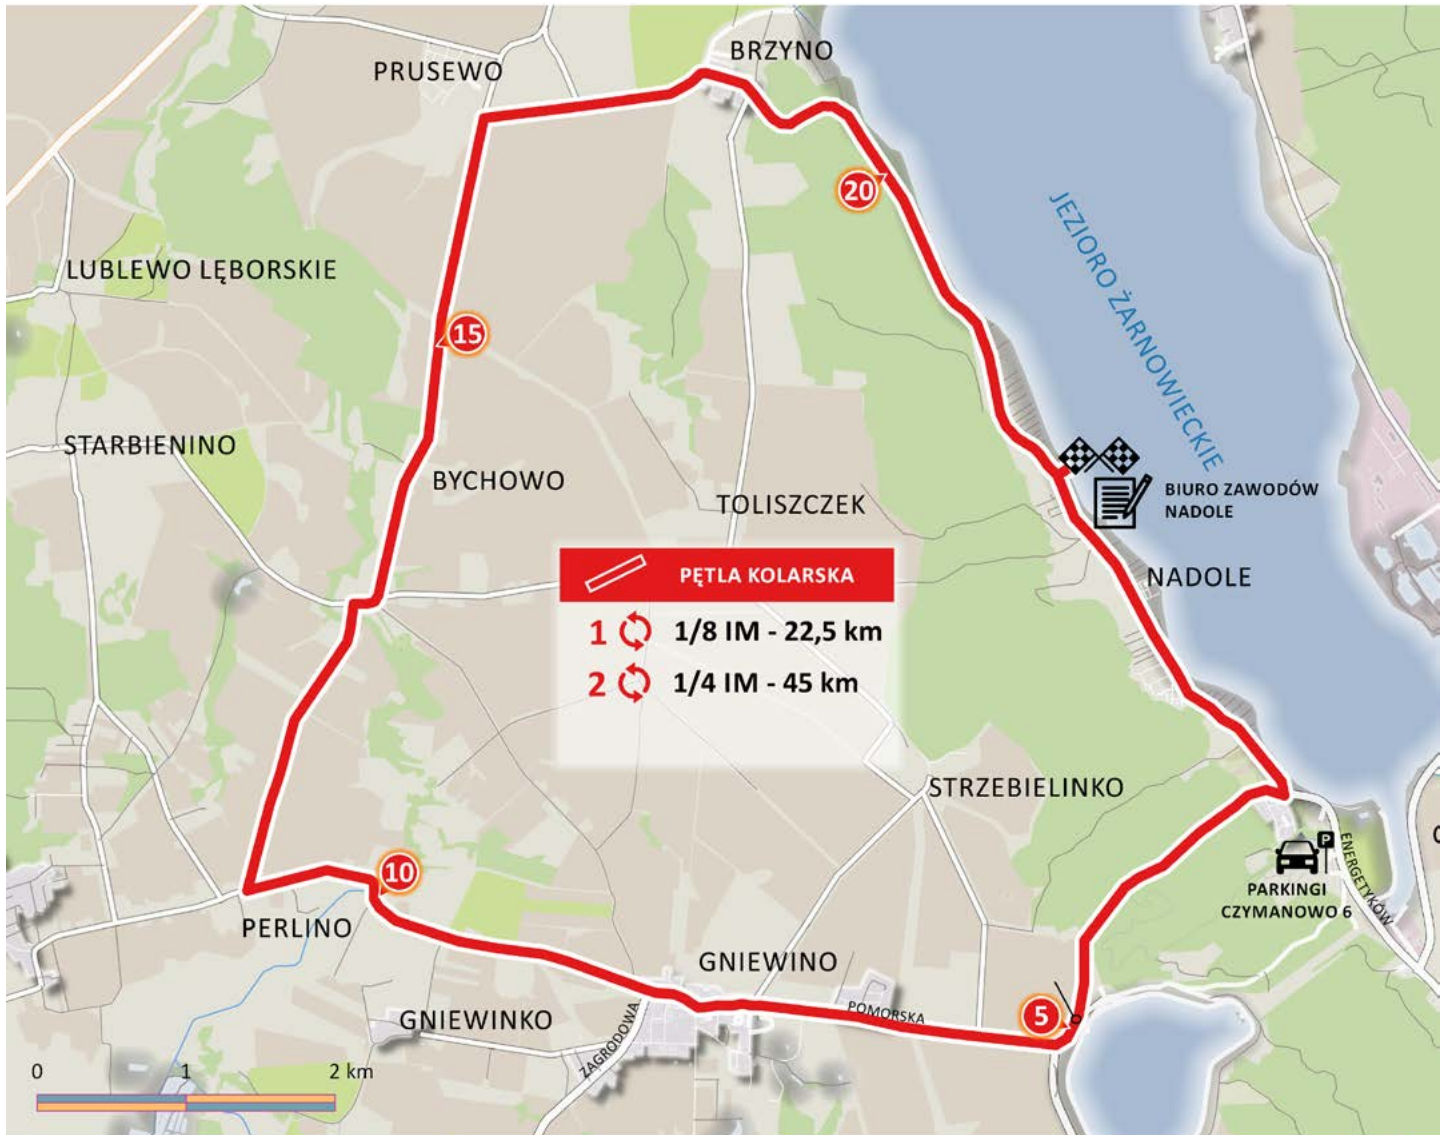 BRZYNO
PRUSEWO
20
JEZIORO ŻARNOWIECKIE
LUBLEWO LĘBORSKIE
15
STARBIENINO
BYCHOWO
TOLISZCZEK
BIURO ZAWODÓW
NADOLE
PĘTLA KOLARSKA
NADOLE
1 1/8 IM - 22,5 km
2 1/4 IM - 45 km
STRZEBIELINKO
P
ENERGETYKÓW
10
PARKINGI
CZYMANOWO 6
PERLINO
GNIEWINO
POMORSKA
5
GNIEWINKO
ZAGRODOWA
0 1 2 km